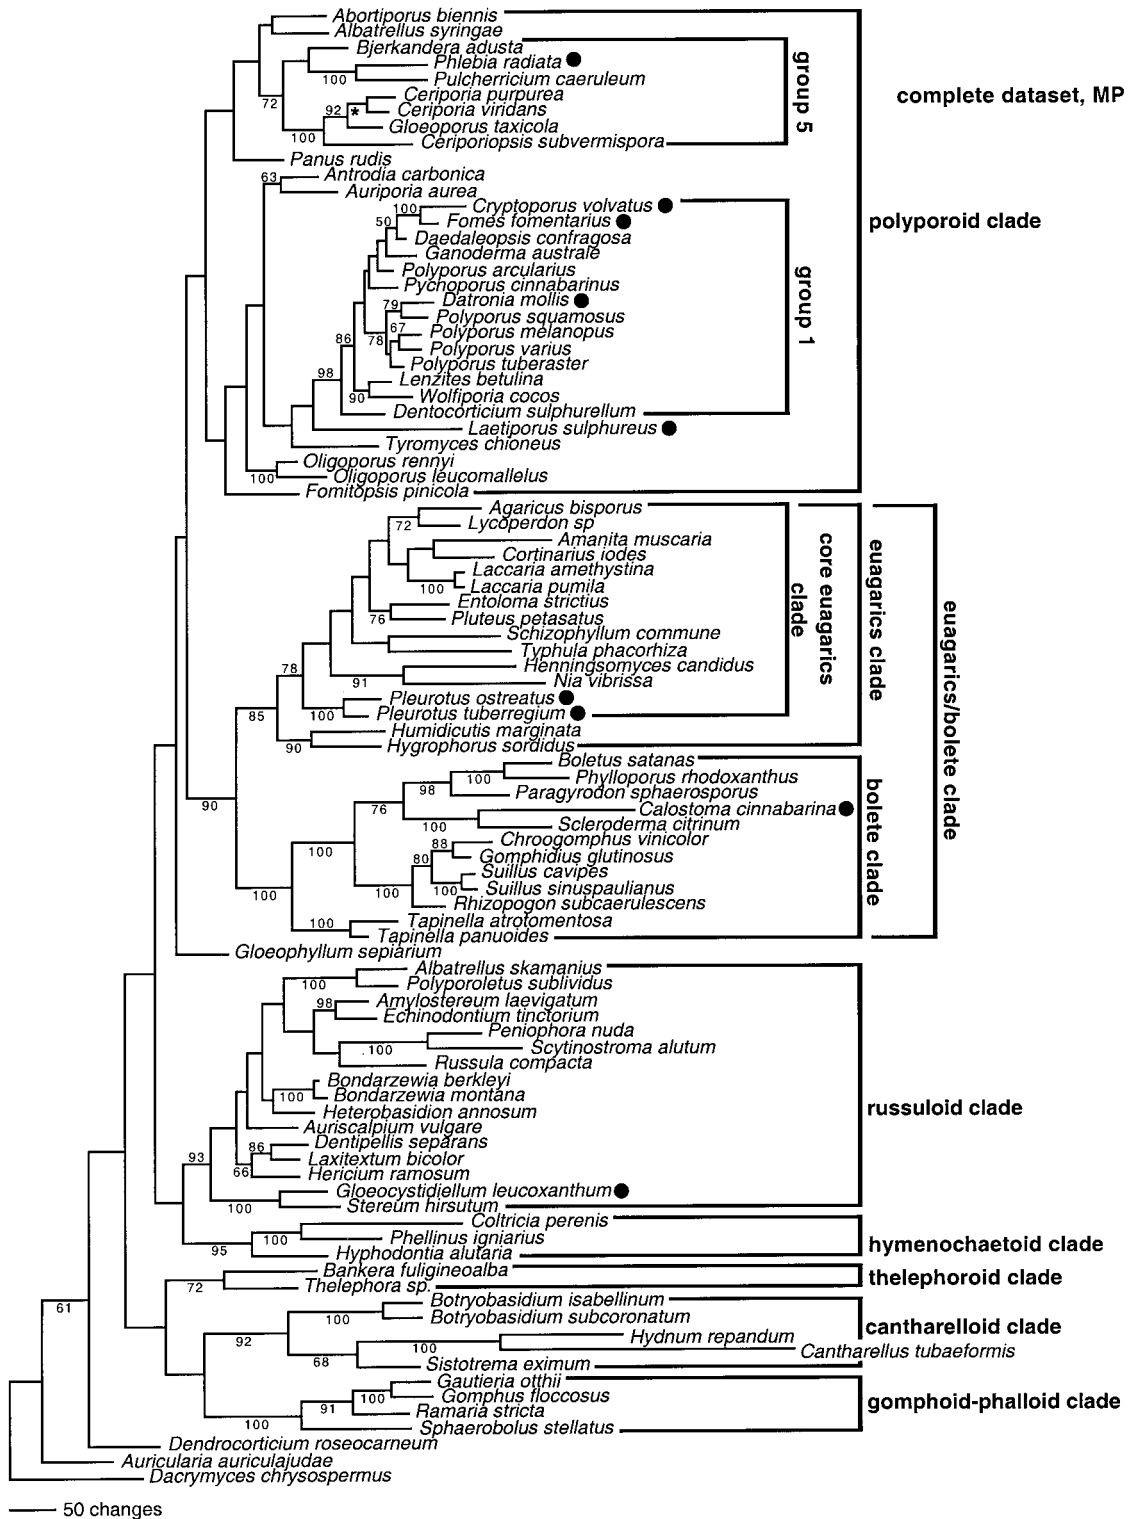 Abortiporus biennis
Albatrellus syringae
Bjerkandera adusta
Phlebia radiata
100
Pulcherricium caeruleum
72
Ceriporia purpurea
92
*
Ceriporia viridans
Gloeoporus taxicola
100
Ceriporiopsis subvermispora
group 5
complete dataset, MP
Panus rudis
63
Antrodia carbonica
Auriporia aurea
100
Cryptoporus volvatus
50
Fomes fomentarius
Daedaleopsis confragosa
Ganoderma australe
Polyporus arcularius
Pychoporus cinnabarinus
79
Datronia mollis
Polyporus squamosus
67
Polyporus melanopus
86
78
Polyporus varius
Polyporus tuberaster
98
Lenzites betulina
90
Wolfiporia cocos
Dentocorticium sulphurellum
group 1
polyporoid clade
Laetiporus sulphureus
Tyromyces chioneus
Oligoporus rennyi
100
Oligoporus leucomallelus
Fomitopsis pinicola
Agaricus bisporus
72
Lycoperdon sp
Amanita muscaria
Cortinarius iodes
Laccaria amethystina
100
Laccaria pumila
Entoloma strictius
76
Pluteus petasatus
Schizophyllum commune
Typhula phacorhiza
78
Henningsomyces candidus
91
Nia vibrissa
Pleurotus ostreatus
85
100
Pleurotus tuberregium
Humidicutis marginata
90
Hygrophorus sordidus
core euagarics
clade
euagarics clade
euagarics/bolete clade
Boletus satanas
100
Phylloporus rhodoxanthus
98
Paragyrodon sphaerosporus
90
76
Calostoma cinnabarina
100
Scleroderma citrinum
88
Chroogomphus vinicolor
100
80
Gomphidius glutinosus
Suillus cavipes
100
100
100
Suillus sinuspaulianus
Rhizopogon subcaerulescens
100
Tapinella atrotomentosa
Tapinella panuoides
bolete clade
Gloeophyllum sepiarium
Albatrellus skamanius
100
Polyporoletus sublividus
98
Amylostereum laevigatum
Echinodontium tinctorium
Peniophora nuda
100
Scytinostroma alutum
Russula compacta
Bondarzewia berkleyi
100
Bondarzewia montana
Heterobasidion annosum
russuloid clade
Auriscalpium vulgare
86
Dentipellis separans
93
Laxitextum bicolor
66
Hericium ramosum
Gloeocystidiellum leucoxanthum
100
Stereum hirsutum
Coltricia perenis
100
Phellinus igniarius
95
Hyphodontia alutaria
hymenochaetoid clade
Bankera fuligineoalba
72
Thelephora sp.
thelephoroid clade
61
Botryobasidium isabellinum
100
Botryobasidium subcoronatum
cantharelloid clade
92
Hydnum repandum
100
Cantharellus tubaeformis
68
Sistotrema eximum
Gautieria otthii
100
Gomphus floccosus
91
Ramaria stricta
gomphoid-phalloid clade
100
Sphaerobolus stellatus
Dendrocorticium roseocarneum
Auricularia auriculajudae
Dacrymyces chrysospermus
50 changes